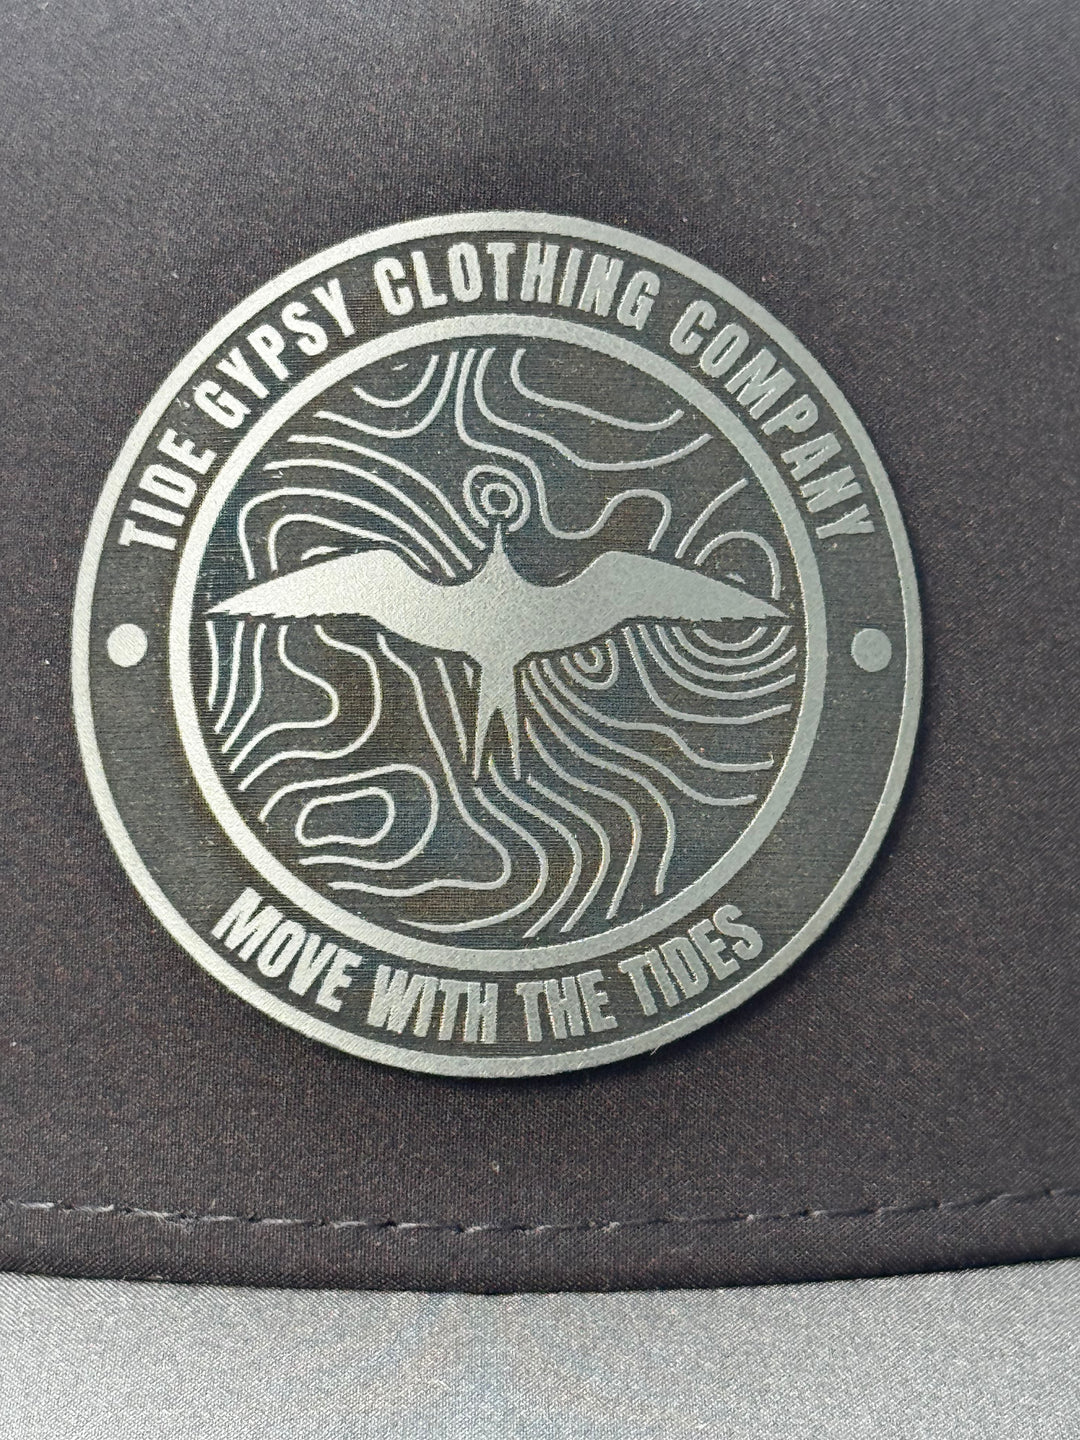 TIDE GYPSY CLOTHING COMPANY
MOVE WITH THE TIDES